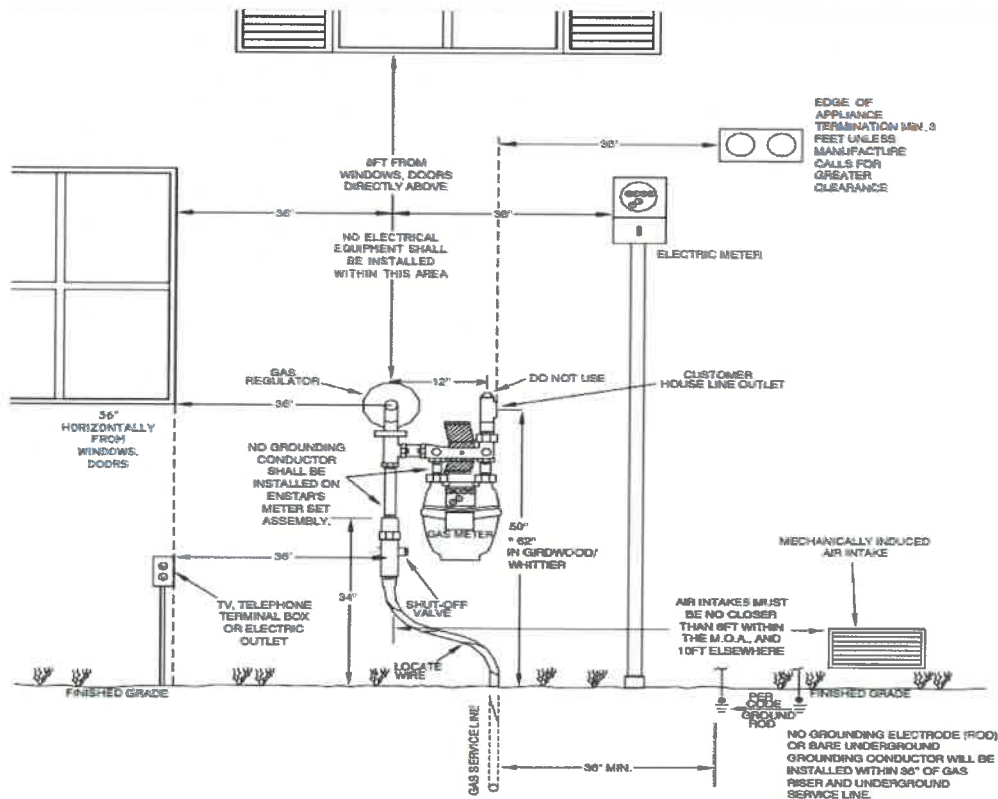 EDGE OF
APPLIANCE
TERMINATION MIN. 3
FEET UNLESS
MANUFACTURE
CALLS FOR
GREATER
CLEARANCE
36"
8FT FROM
WINDOWS, DOORS
DIRECTLY ABOVE
36"
36"
NO ELECTRICAL
EQUIPMENT SHALL
BE INSTALLED
WITHIN THIS AREA
ELECTRIC METER
GAS
REGULATOR
12"
DO NOT USE
CUSTOMER
HOUSE LINE OUTLET
36"
36"
HORIZONTALLY
FROM
WINDOWS,
DOORS
NO GROUNDING
CONDUCTOR
SHALL BE
INSTALLED ON
ENSTAR'S
METER SET
ASSEMBLY.
GAS METER
50"
* 62"
IN GIRDWOOD/
WHITTIER
MECHANICALLY INDUCED
AIR INTAKE
36"
34"
SHUT-OFF
VALVE
TV, TELEPHONE
TERMINAL BOX
OR ELECTRIC
OUTLET
AIR INTAKES MUST
BE NO CLOSER
THAN 6FT WITHIN
THE M.O.A., AND
10FT ELSEWHERE
LOCATE
WIRE
FINISHED GRADE
FINISHED GRADE
PER
CODE
GROUND
ROD
GAS SERVICE LINE
36" MIN.
NO GROUNDING ELECTRODE (ROD)
OR BARE UNDERGROUND
GROUNDING CONDUCTOR WILL BE
INSTALLED WITHIN 36" OF GAS
RISER AND UNDERGROUND
SERVICE LINE.